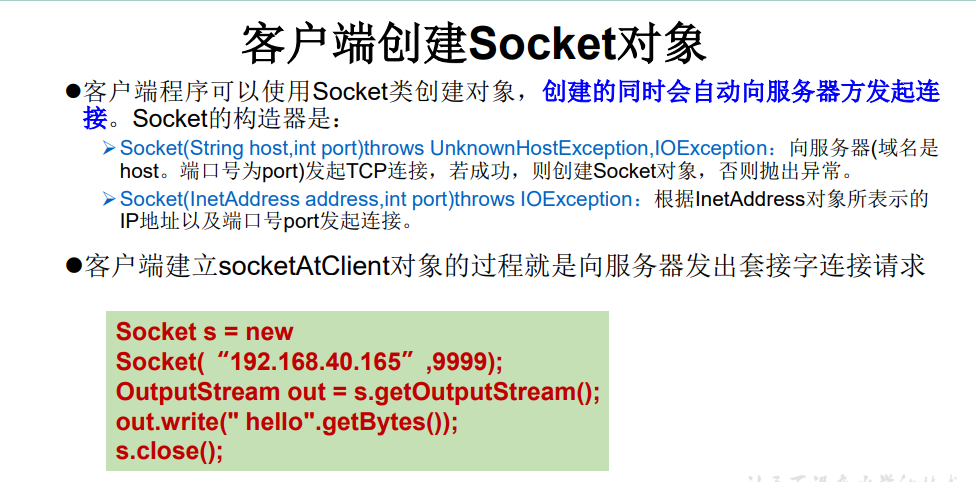 客户端创建Socket对象
●客户端程序可以使用Socket类创建对象，创建的同时会自动向服务器方发起连
接。Socket的构造器是：
➢Socket(String host,int port)throws UnknownHostException,IOException：向服务器(域名是
host。端口号为port)发起TCP连接，若成功，则创建Socket对象，否则抛出异常。
➢Socket(InetAddress address,int port)throws IOException：根据InetAddress对象所表示的
IP地址以及端口号port发起连接。
●客户端建立socketAtClient对象的过程就是向服务器发出套接字连接请求
Socket s = new
Socket(“192.168.40.165”,9999);
OutputStream out = s.getOutputStream();
out.write(" hello".getBytes());
s.close();